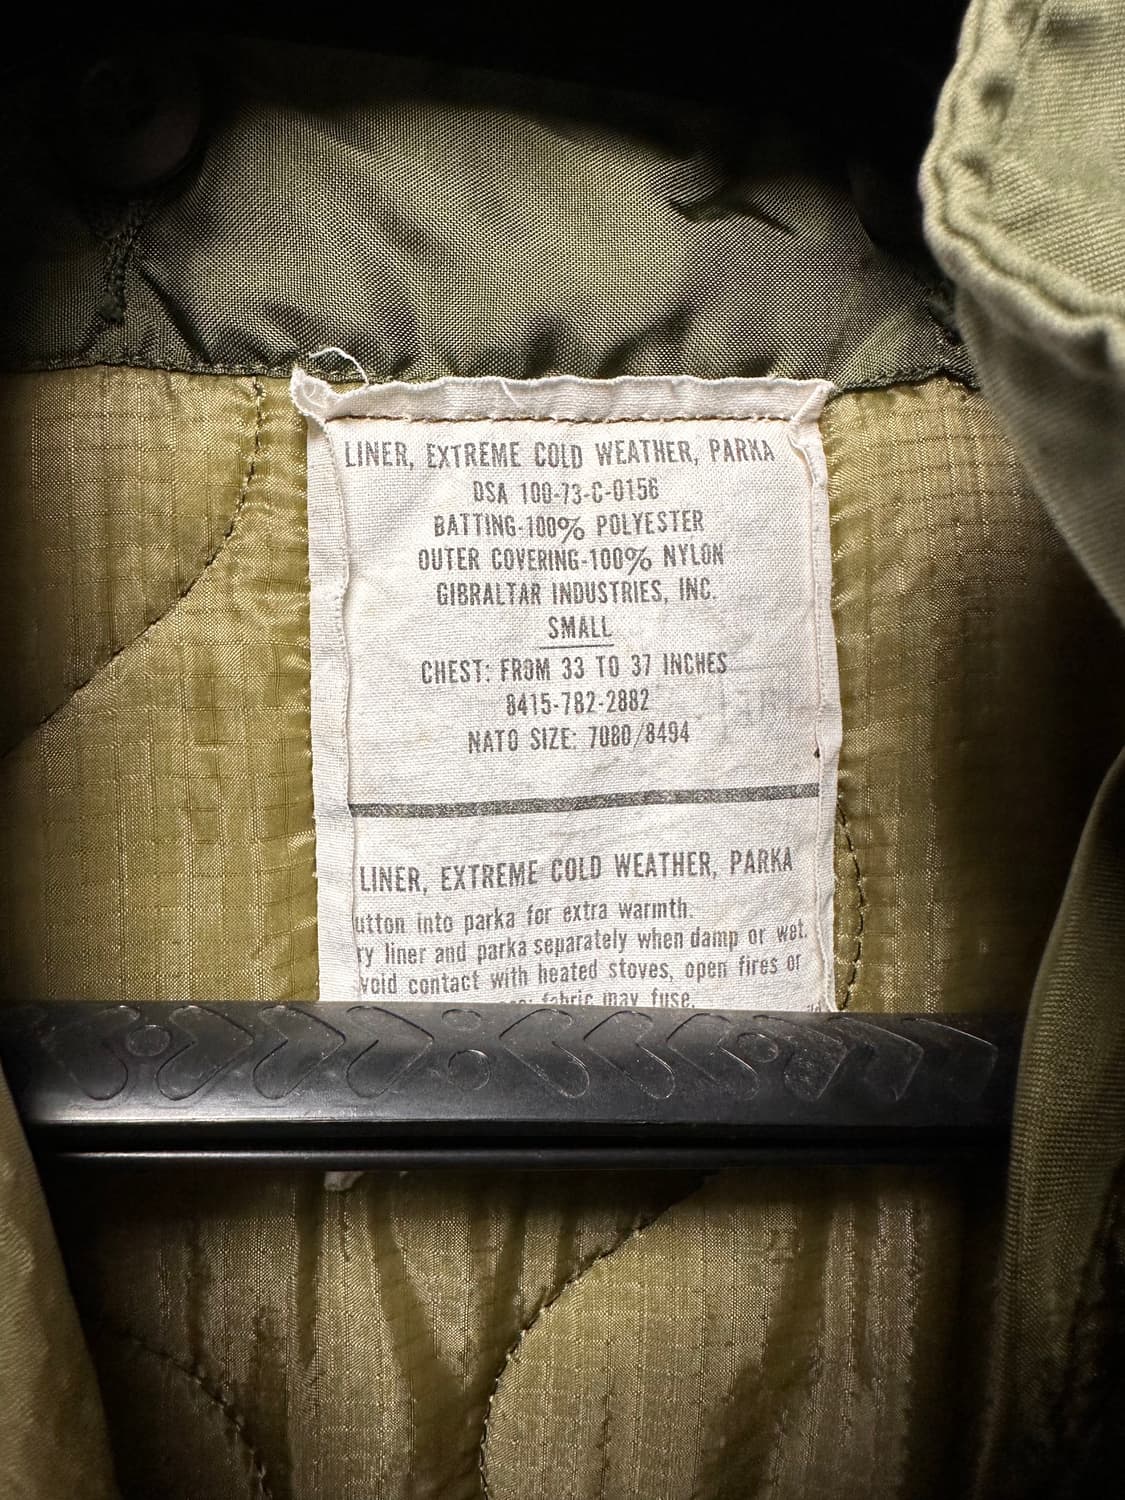 LINER, EXTREME COLD WEATHER, PARKA
DSA 100-73-C-0156
BATTING-100% POLYESTER
OUTER COVERING-100% NYLON
GIBRALTAR INDUSTRIES, INC.
SMALL
CHEST: FROM 33 TO 37 INCHES
8415-782-2882
NATO SIZE: 7080/8494
LINER, EXTREME COLD WEATHER, PARKA
utton into parka for extra warmth.
ry liner and parka separately when damp or wet.
void contact with heated stoves, open fires or
fabric may fuse.